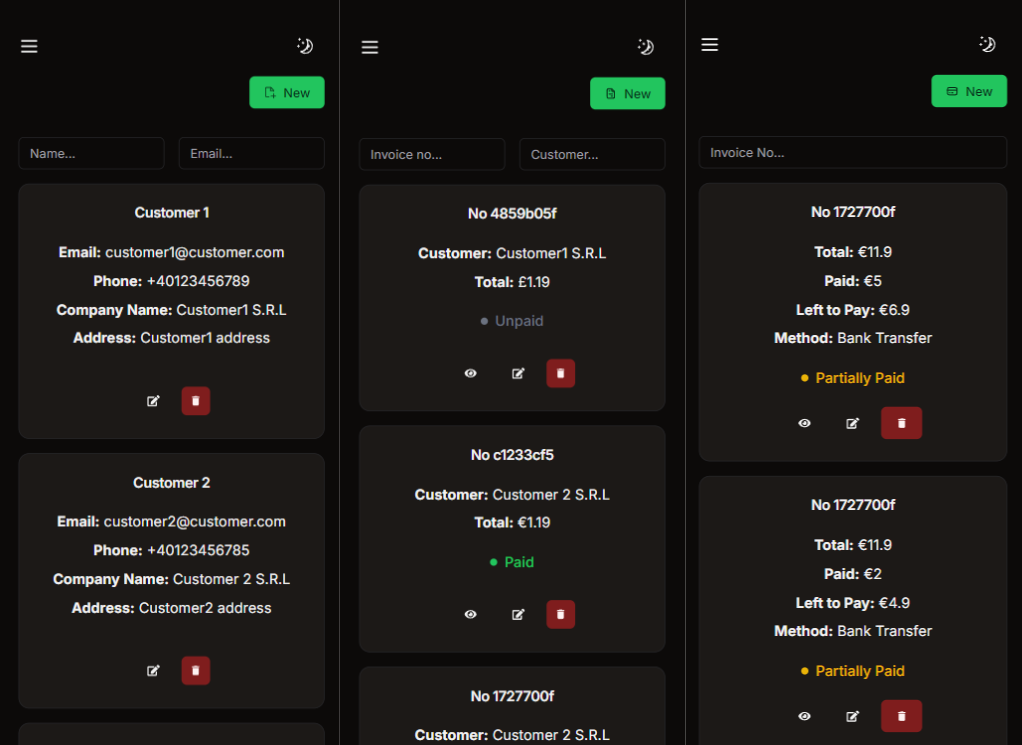 New
Name...
Email...
Customer 1
Email: customer1@customer.com
Phone: +40123456789
Company Name: Customer1 S.R.L
Address: Customer1 address
Customer 2
Email: customer2@customer.com
Phone: +40123456785
Company Name: Customer 2 S.R.L
Address: Customer2 address
New
Invoice no...
Customer...
No 4859b05f
Customer: Customer1 S.R.L
Total: £1.19
Unpaid
No c1233cf5
Customer: Customer 2 S.R.L
Total: €1.19
Paid
No 1727700f
Customer: Customer 2 S.R.L
New
Invoice No...
No 1727700f
Total: €11.9
Paid: €5
Left to Pay: €6.9
Method: Bank Transfer
Partially Paid
No 1727700f
Total: €11.9
Paid: €2
Left to Pay: €4.9
Method: Bank Transfer
Partially Paid